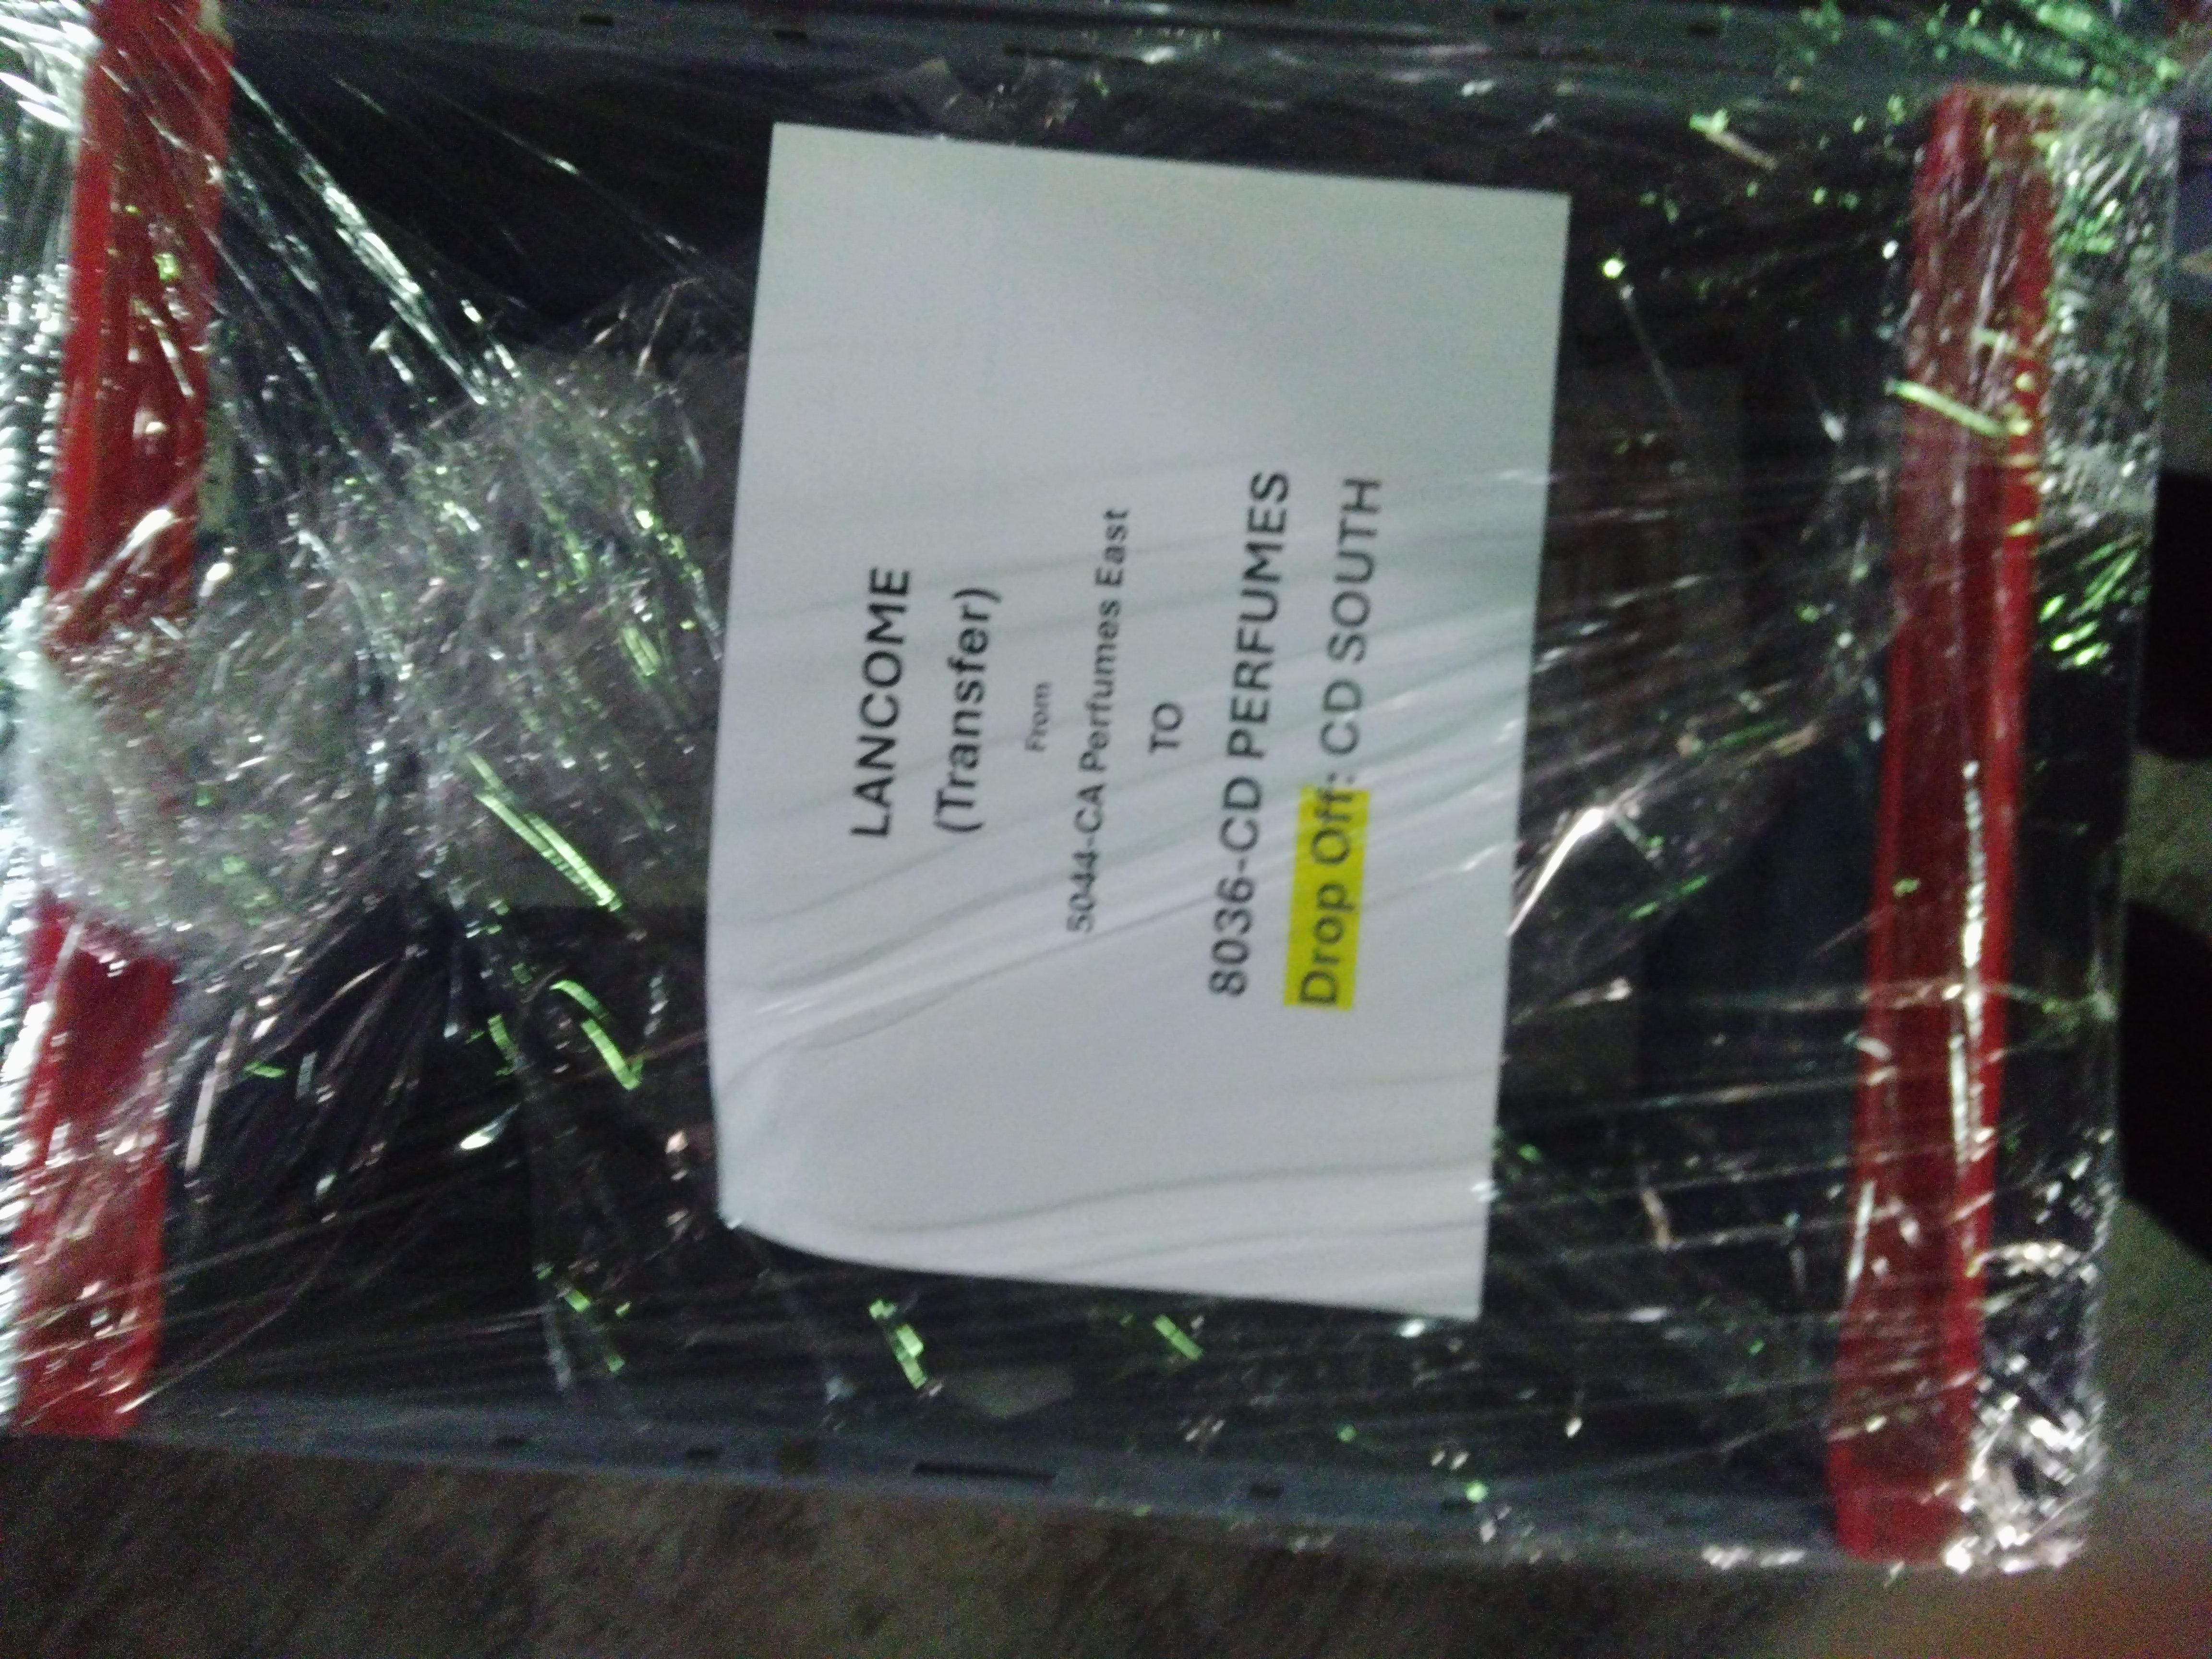 LANCOME
(Transfer)
From
5044-CA Perfumes East
TO
8036-CD PERFUMES
Drop Off: CD SOUTH